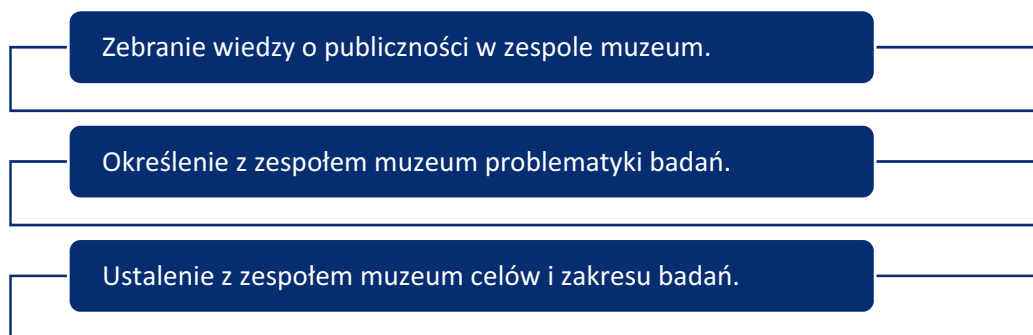 Zebranie wiedzy o publiczności w zespole muzeum.
Określenie z zespołem muzeum problematyki badań.
Ustalenie z zespołem muzeum celów i zakresu badań.